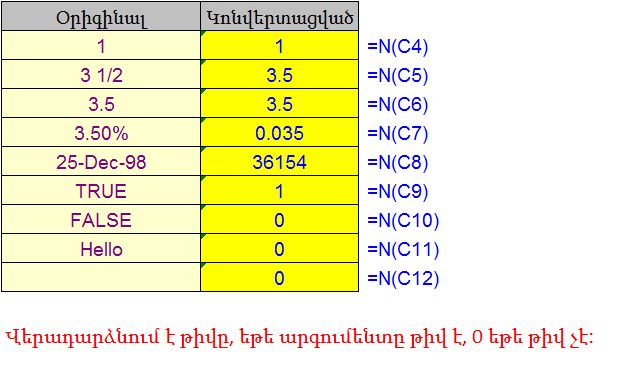 Օրիգինալ Կոնվերտացված
1 1 =N(C4)
3 1/2 3.5 =N(C5)
3.5 3.5 =N(C6)
3.50% 0.035 =N(C7)
25-Dec-98 36154 =N(C8)
TRUE 1 =N(C9)
FALSE 0 =N(C10)
Hello 0 =N(C11)
0 =N(C12)
Վերադարձնում է թիվը, եթե արգումենտը թիվ է, 0 եթե թիվ չէ: